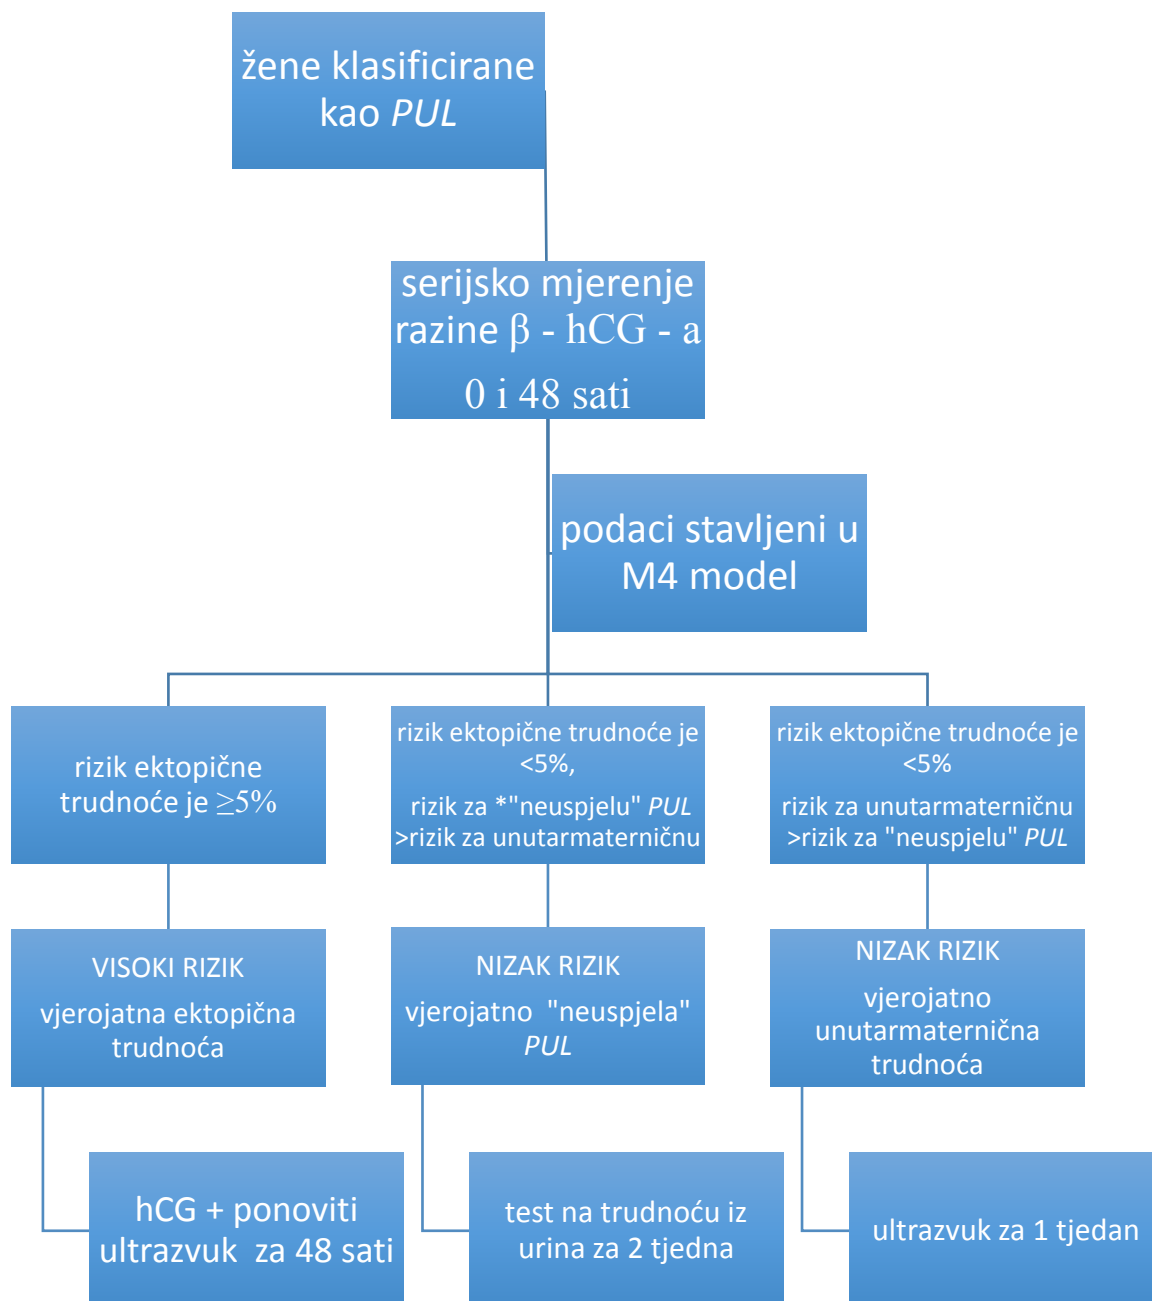 žene klasificirane
kao PUL
serijsko mjerenje
razine β - hCG - a
0 i 48 sati
podaci stavljeni u
M4 model
rizik ektopične
trudnoće je ≥5%
rizik ektopične trudnoće je
<5%,
rizik za *"neuspjelu" PUL
>rizik za unutarmaterničnu
rizik ektopične trudnoće je
<5%
rizik za unutarmaterničnu
>rizik za "neuspjelu" PUL
VISOKI RIZIK
vjerojatna ektopična
trudnoća
NIZAK RIZIK
vjerojatno "neuspjela"
PUL
NIZAK RIZIK
vjerojatno
unutarmaternična
trudnoća
hCG + ponoviti
ultrazvuk za 48 sati
test na trudnoću iz
urina za 2 tjedna
ultrazvuk za 1 tjedan